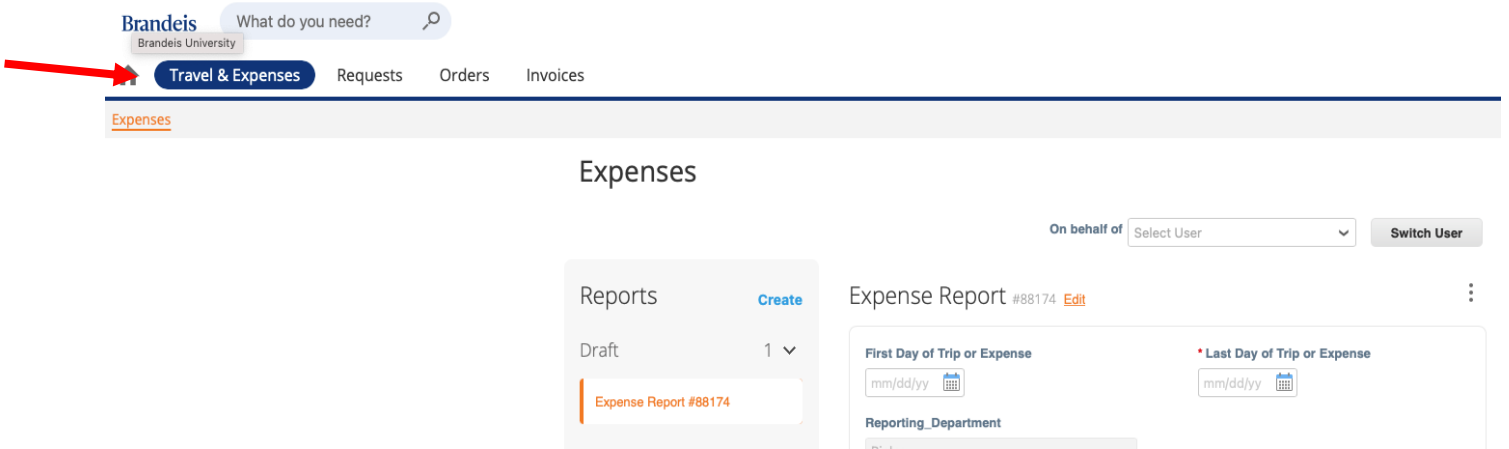 Brandeis
What do you need?
Brandeis University
Travel & Expenses Requests Orders Invoices
Expenses
Expenses
On behalf of Select User Switch User
Reports Create
Draft 1
Expense Report #88174
Expense Report #88174 Edit
First Day of Trip or Expense
mm/dd/yy
* Last Day of Trip or Expense
mm/dd/yy
Reporting_Department